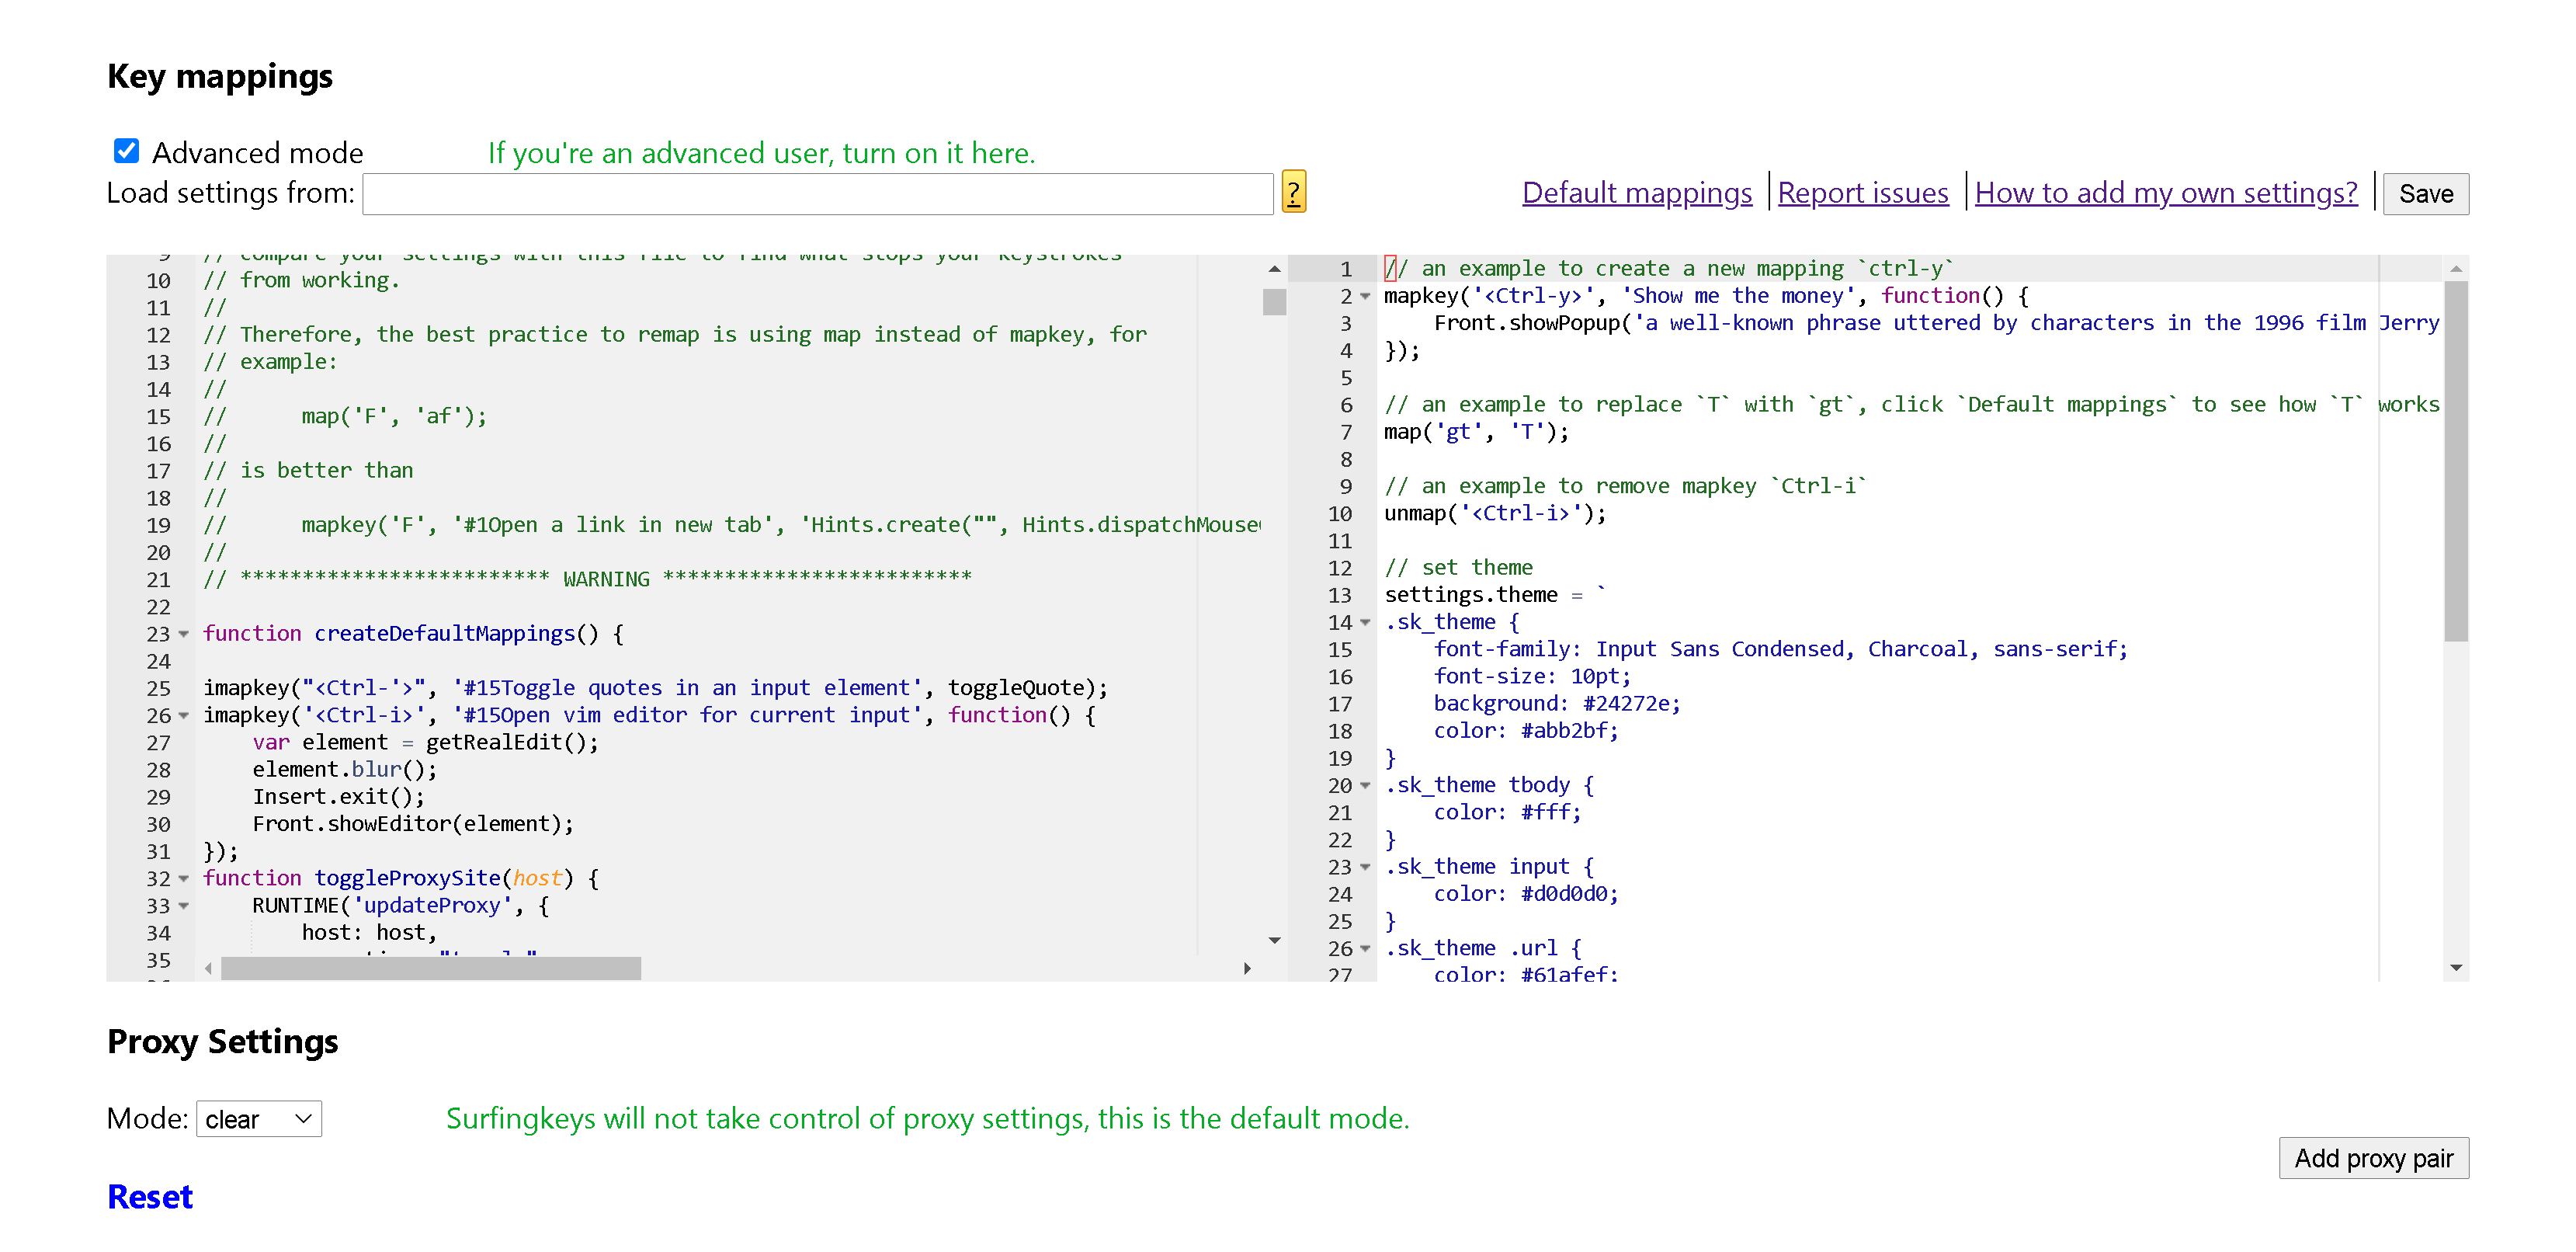 Key mappings
Advanced mode If you're an advanced user, turn on it here.
Load settings from: ? Default mappings Report issues How to add my own settings? Save
9 // compare your settings with this file to find what stops your keystrokes
10 // from working.
11 //
12 // Therefore, the best practice to remap is using map instead of mapkey, for
13 // example:
14 //
15 //      map('F', 'af');
16 //
17 // is better than
18 //
19 //      mapkey('F', '#1Open a link in new tab', 'Hints.create("", Hints.dispatchMouse
20 //
21 // ************************* WARNING *************************
22
23 function createDefaultMappings() {
24
25 imapkey("<Ctrl-'>", '#15Toggle quotes in an input element', toggleQuote);
26 imapkey('<Ctrl-i>', '#15Open vim editor for current input', function() {
27     var element = getRealEdit();
28     element.blur();
29     Insert.exit();
30     Front.showEditor(element);
31 });
32 function toggleProxySite(host) {
33     RUNTIME('updateProxy', {
34         host: host,
35
1 // an example to create a new mapping `ctrl-y`
2 mapkey('<Ctrl-y>', 'Show me the money', function() {
3     Front.showPopup('a well-known phrase uttered by characters in the 1996 film Jerry
4 });
5
6 // an example to replace `T` with `gt`, click `Default mappings` to see how `T` works
7 map('gt', 'T');
8
9 // an example to remove mapkey `Ctrl-i`
10 unmap('<Ctrl-i>');
11
12 // set theme
13 settings.theme = `
14 .sk_theme {
15     font-family: Input Sans Condensed, Charcoal, sans-serif;
16     font-size: 10pt;
17     background: #24272e;
18     color: #abb2bf;
19 }
20 .sk_theme tbody {
21     color: #fff;
22 }
23 .sk_theme input {
24     color: #d0d0d0;
25 }
26 .sk_theme .url {
27     color: #61afef;
Proxy Settings
Mode: clear Surfingkeys will not take control of proxy settings, this is the default mode.
Add proxy pair
Reset